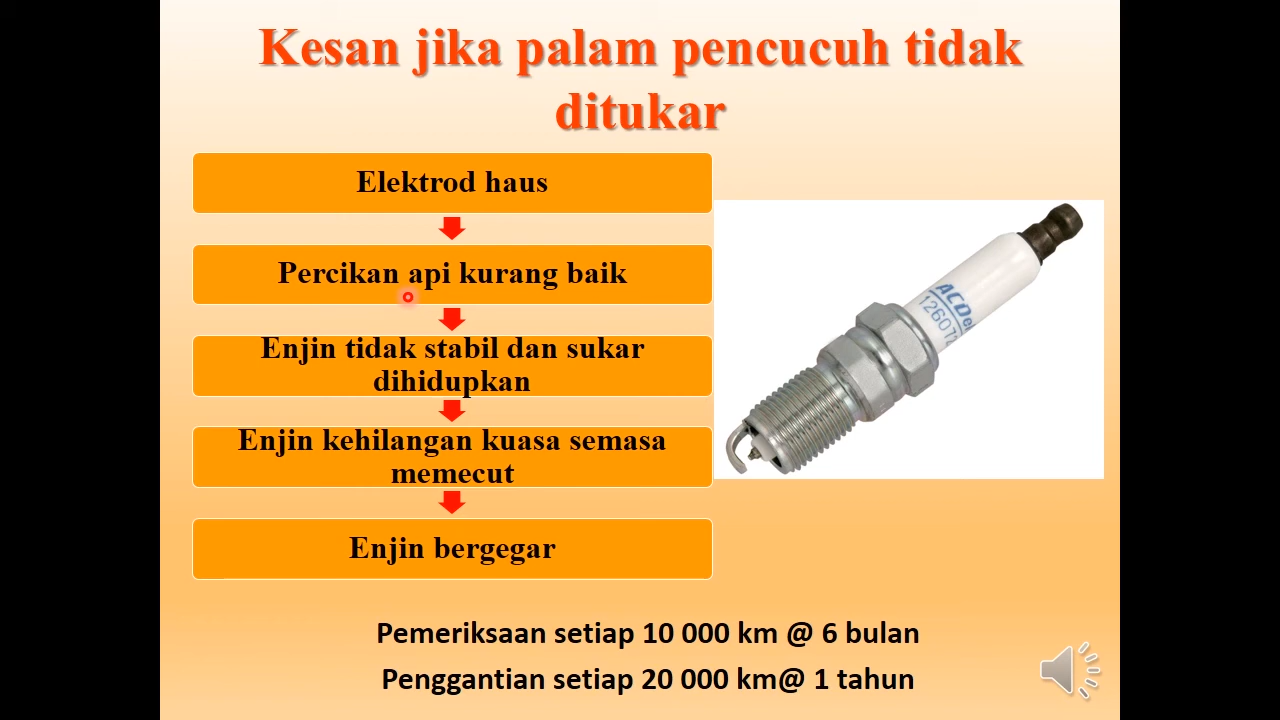 Kesan jika palam pencucuh tidak
ditukar
Elektrod haus
Percikan api kurang baik
Enjin tidak stabil dan sukar
dihidupkan
Enjin kehilangan kuasa semasa
memecut
Enjin bergegar
ACDe
12607
Pemeriksaan setiap 10 000 km @ 6 bulan
Penggantian setiap 20 000 km@ 1 tahun